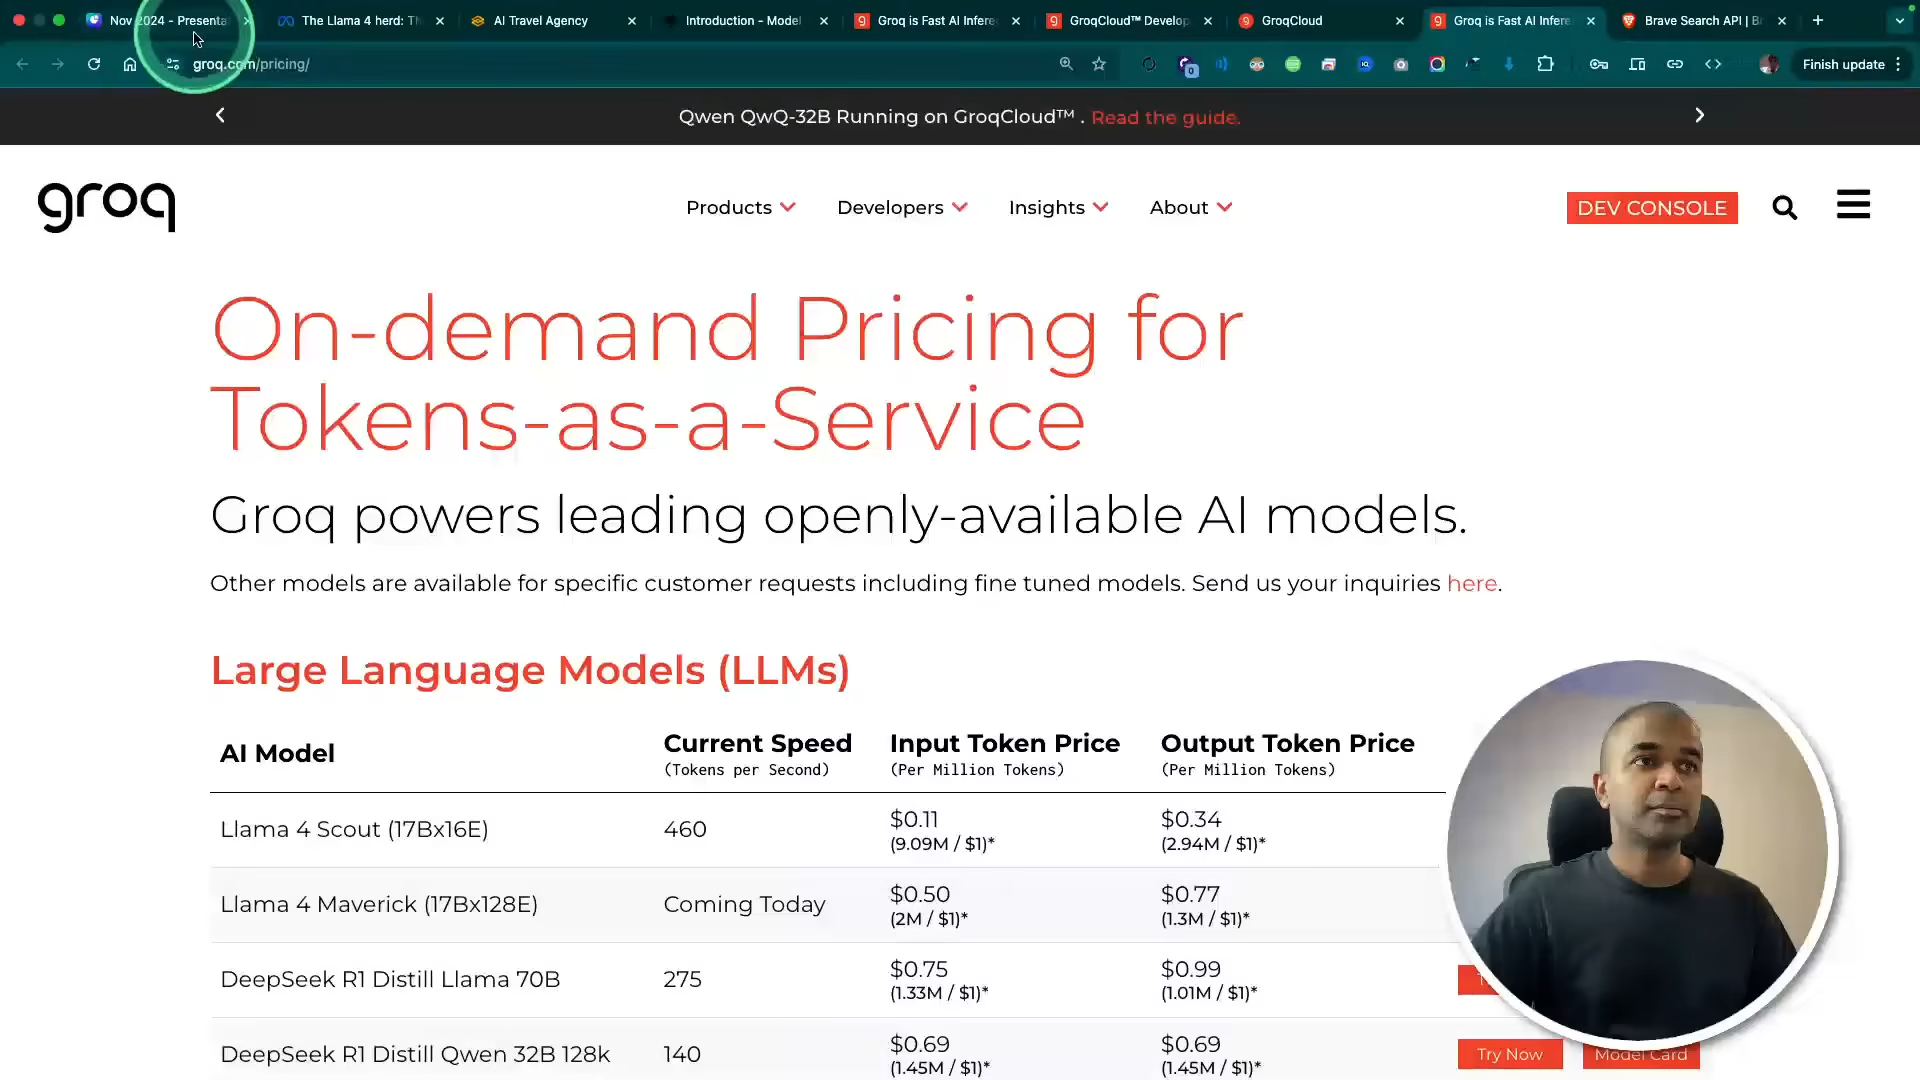 Nov 2024 - Presenta
The Llama 4 herd: Th
AI Travel Agency
Introduction - Model
Groq is Fast AI Infere
GroqCloud™ Develop
GroqCloud
Groq is Fast AI Infere
Brave Search API | B
groq.com/pricing/
0
Finish update
Qwen QwQ-32B Running on GroqCloud™ . Read the guide.
groq
Products
Developers
Insights
About
DEV CONSOLE
On-demand Pricing for
Tokens-as-a-Service
Groq powers leading openly-available AI models.
Other models are available for specific customer requests including fine tuned models. Send us your inquiries here.
Large Language Models (LLMs)
AI Model
Current Speed
(Tokens per Second)
Input Token Price
(Per Million Tokens)
Output Token Price
(Per Million Tokens)
Llama 4 Scout (17Bx16E)
460
$0.11
(9.09M / $1)*
$0.34
(2.94M / $1)*
Llama 4 Maverick (17Bx128E)
Coming Today
$0.50
(2M / $1)*
$0.77
(1.3M / $1)*
DeepSeek R1 Distill Llama 70B
275
$0.75
(1.33M / $1)*
$0.99
(1.01M / $1)*
DeepSeek R1 Distill Qwen 32B 128k
140
$0.69
(1.45M / $1)*
$0.69
(1.45M / $1)*
Try Now
Model Card